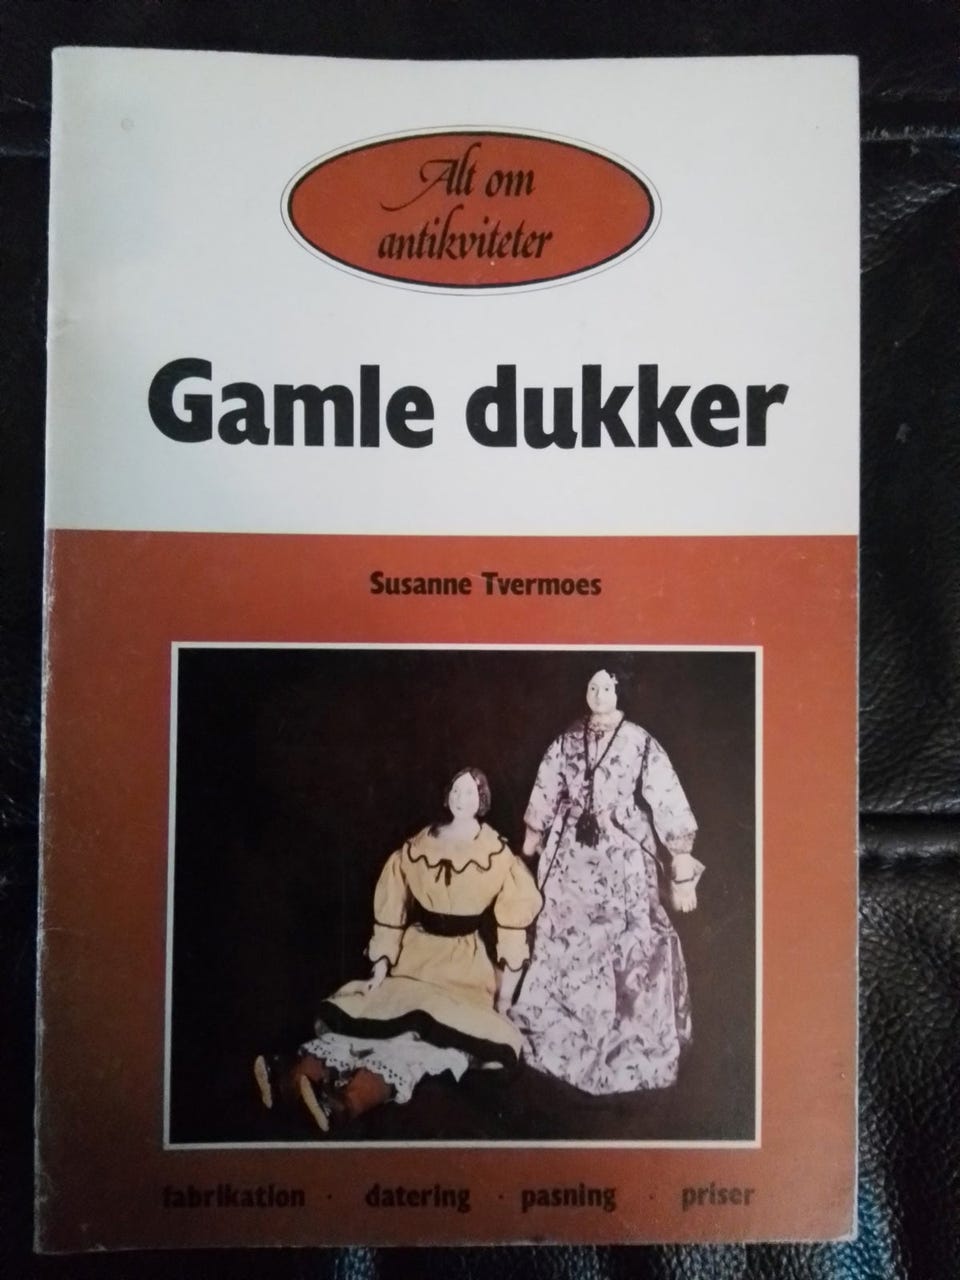 Alt om
antikviteter
Gamle dukker
Susanne Tvermoes
fabrikation · datering · pasning · priser